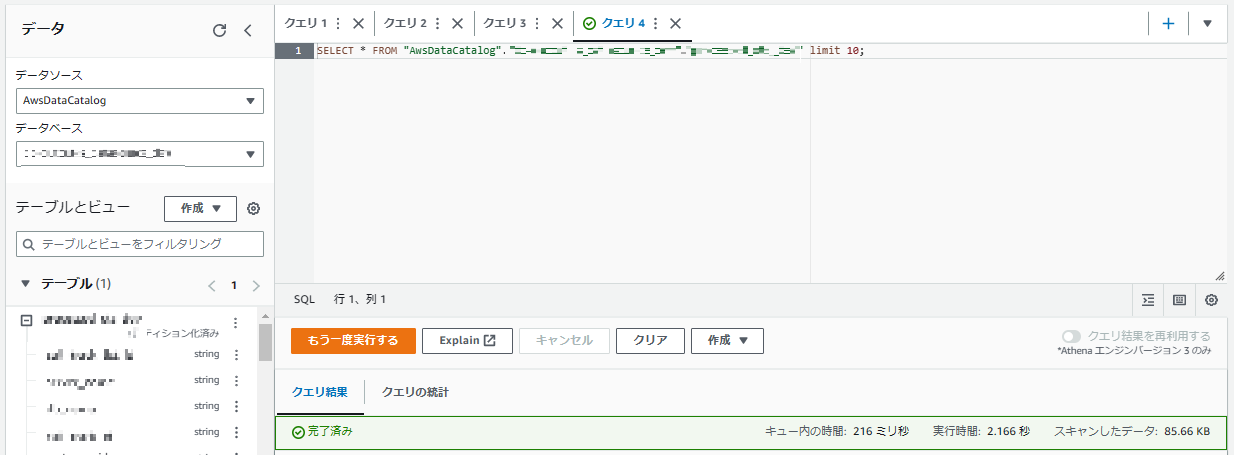 データ
データソース
AwsDataCatalog
データベース
テーブルとビュー
作成
テーブルとビューをフィルタリング
テーブル (1)
1
ティション化済み
string
string
string
string
クエリ 1
クエリ 2
クエリ 3
クエリ 4
1 SELECT * FROM "AwsDataCatalog"." limit 10;
SQL 行 1、列 1
もう一度実行する
Explain
キャンセル
クリア
作成
クエリ結果を再利用する
*Athena エンジンバージョン 3 のみ
クエリ結果
クエリの統計
完了済み
キュー内の時間: 216 ミリ秒
実行時間: 2.166 秒
スキャンしたデータ: 85.66 KB